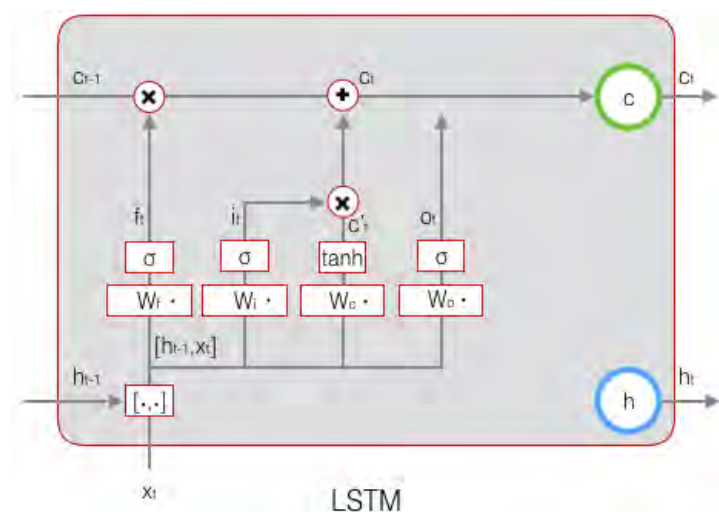 Ct-1 Ct Ct
× + c
ft it × C't ot
σ σ tanh σ
Wf · Wi · Wc · Wo ·
[ht-1,xt]
ht-1 [.,.] h ht
xt
LSTM